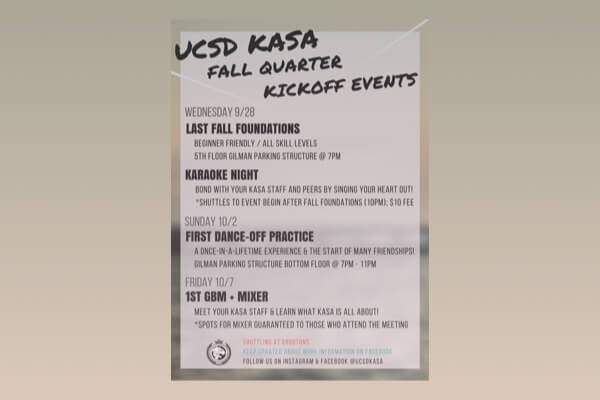 UCSD KASA
FALL QUARTER
KICKOFF EVENTS
WEDNESDAY 9/28
LAST FALL FOUNDATIONS
BEGINNER FRIENDLY / ALL SKILL LEVELS
5TH FLOOR GILMAN PARKING STRUCTURE @ 7PM
KARAOKE NIGHT
BOND WITH YOUR KASA STAFF AND PEERS BY SINGING YOUR HEART OUT!
*SHUTTLES TO EVENT BEGIN AFTER FALL FOUNDATIONS (10PM); $10 FEE
SUNDAY 10/2
FIRST DANCE-OFF PRACTICE
A ONCE-IN-A-LIFETIME EXPERIENCE & THE START OF MANY FRIENDSHIPS!
GILMAN PARKING STRUCTURE BOTTOM FLOOR @ 7PM - 11PM
FRIDAY 10/7
1ST GBM + MIXER
MEET YOUR KASA STAFF & LEARN WHAT KASA IS ALL ABOUT!
*SPOTS FOR MIXER GUARANTEED TO THOSE WHO ATTEND THE MEETING
SHUTTLING AT CROUTONS
KEEP UPDATED ABOUT MORE INFORMATION ON FACEBOOK
FOLLOW US ON INSTAGRAM & FACEBOOK @UCSDKASA